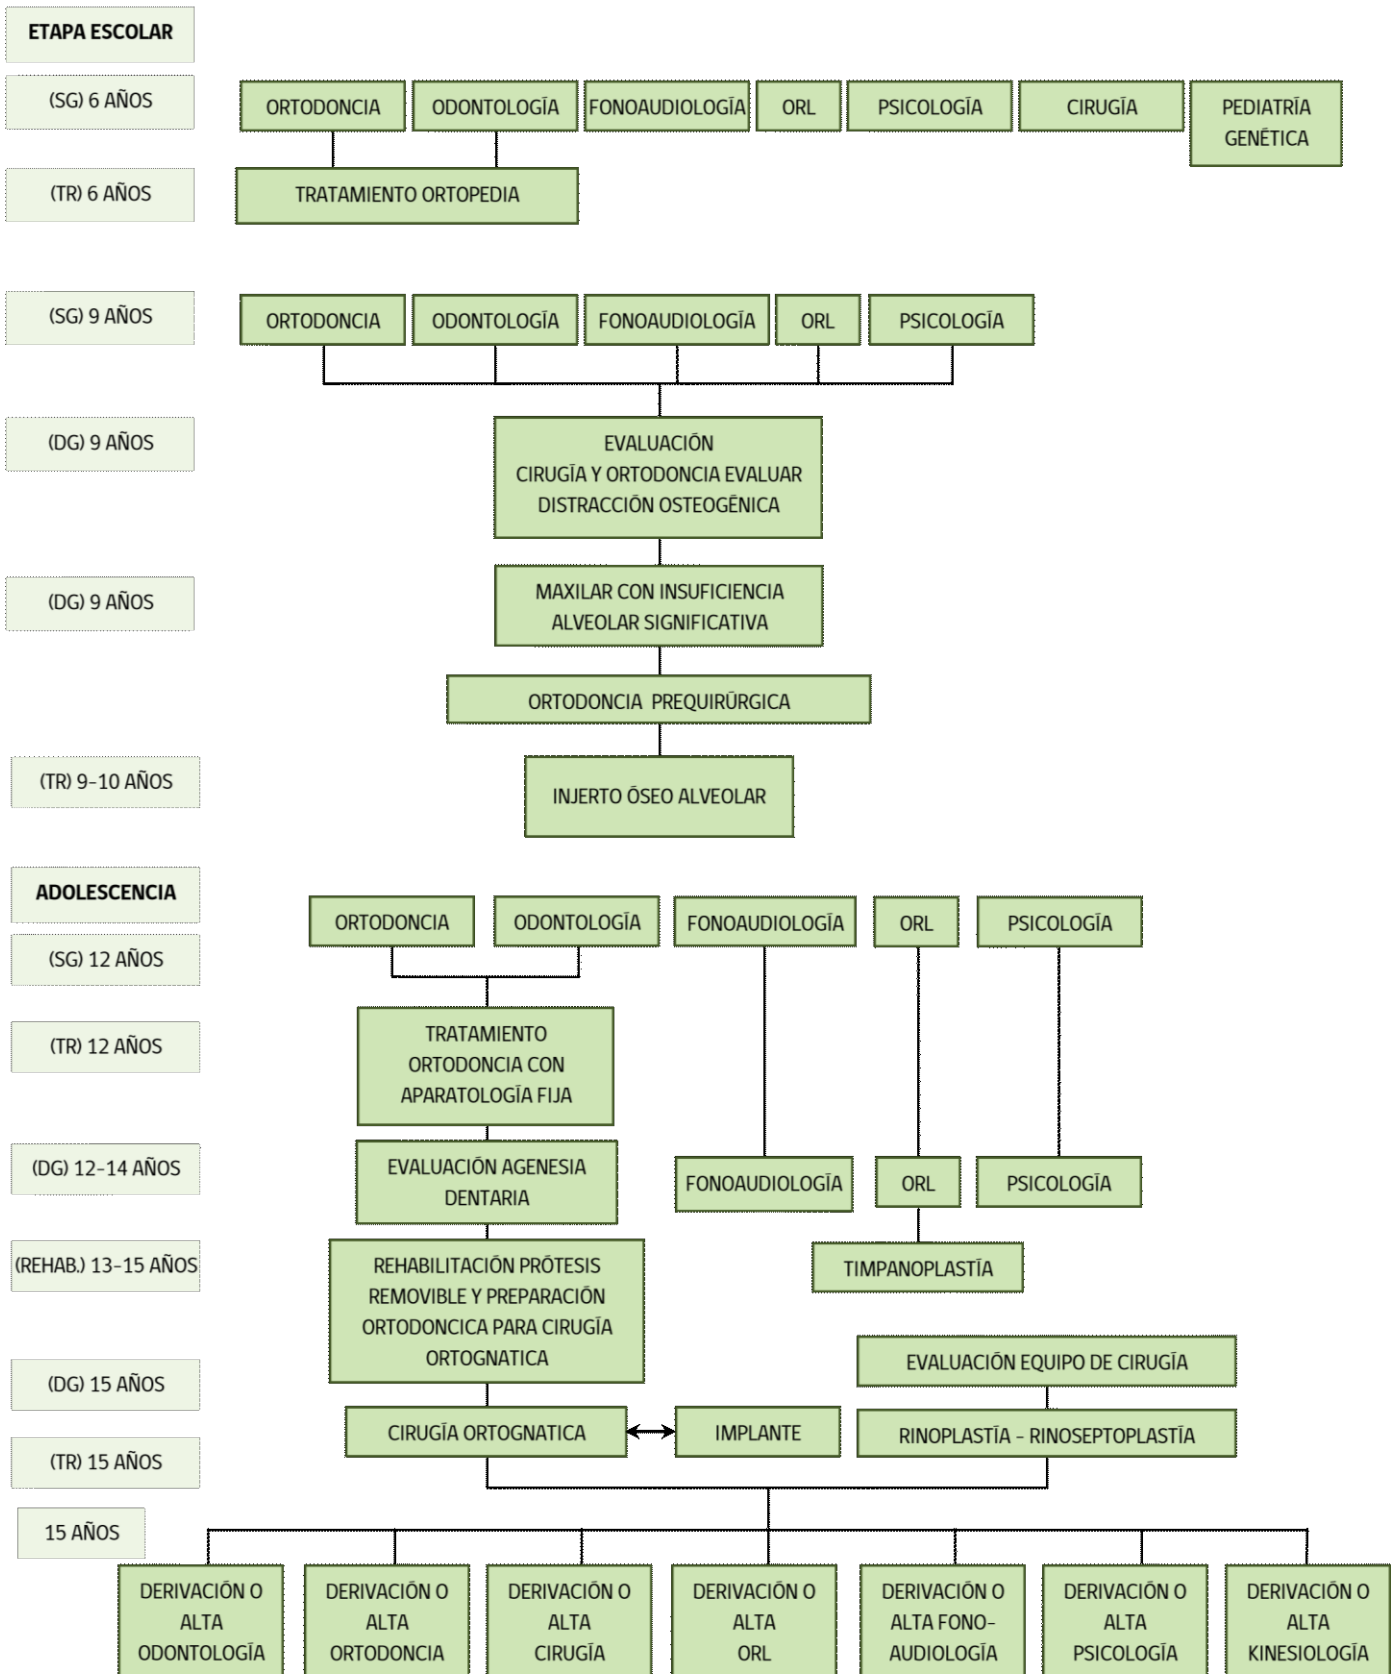 ETAPA ESCOLAR
(SG) 6 AÑOS
ORTODONCIA
ODONTOLOGÍA
FONOAUDIOLOGÍA
ORL
PSICOLOGÍA
CIRUGÍA
PEDIATRÍA
GENÉTICA
(TR) 6 AÑOS
TRATAMIENTO ORTOPEDIA
(SG) 9 AÑOS
ORTODONCIA
ODONTOLOGÍA
FONOAUDIOLOGÍA
ORL
PSICOLOGÍA
(DG) 9 AÑOS
EVALUACIÓN
CIRUGÍA Y ORTODONCIA EVALUAR
DISTRACCIÓN OSTEOGÉNICA
(DG) 9 AÑOS
MAXILAR CON INSUFICIENCIA
ALVEOLAR SIGNIFICATIVA
ORTODONCIA PREQUIRÚRGICA
(TR) 9-10 AÑOS
INJERTO ÓSEO ALVEOLAR
ADOLESCENCIA
ORTODONCIA
ODONTOLOGÍA
FONOAUDIOLOGÍA
ORL
PSICOLOGÍA
(SG) 12 AÑOS
(TR) 12 AÑOS
TRATAMIENTO
ORTODONCIA CON
APARATOLOGÍA FIJA
(DG) 12-14 AÑOS
EVALUACIÓN AGENESIA
DENTARIA
FONOAUDIOLOGÍA
ORL
PSICOLOGÍA
(REHAB.) 13-15 AÑOS
REHABILITACIÓN PRÓTESIS
REMOVIBLE Y PREPARACIÓN
ORTODONCICA PARA CIRUGÍA
ORTOGNATICA
TIMPANOPLASTÍA
(DG) 15 AÑOS
EVALUACIÓN EQUIPO DE CIRUGÍA
CIRUGÍA ORTOGNATICA
IMPLANTE
RINOPLASTÍA - RINOSEPTOPLASTÍA
(TR) 15 AÑOS
15 AÑOS
DERIVACIÓN O
ALTA
ODONTOLOGÍA
DERIVACIÓN O
ALTA
ORTODONCIA
DERIVACIÓN O
ALTA
CIRUGÍA
DERIVACIÓN O
ALTA
ORL
DERIVACIÓN O
ALTA FONO-
AUDIOLOGÍA
DERIVACIÓN O
ALTA
PSICOLOGÍA
DERIVACIÓN O
ALTA
KINESIOLOGÍA